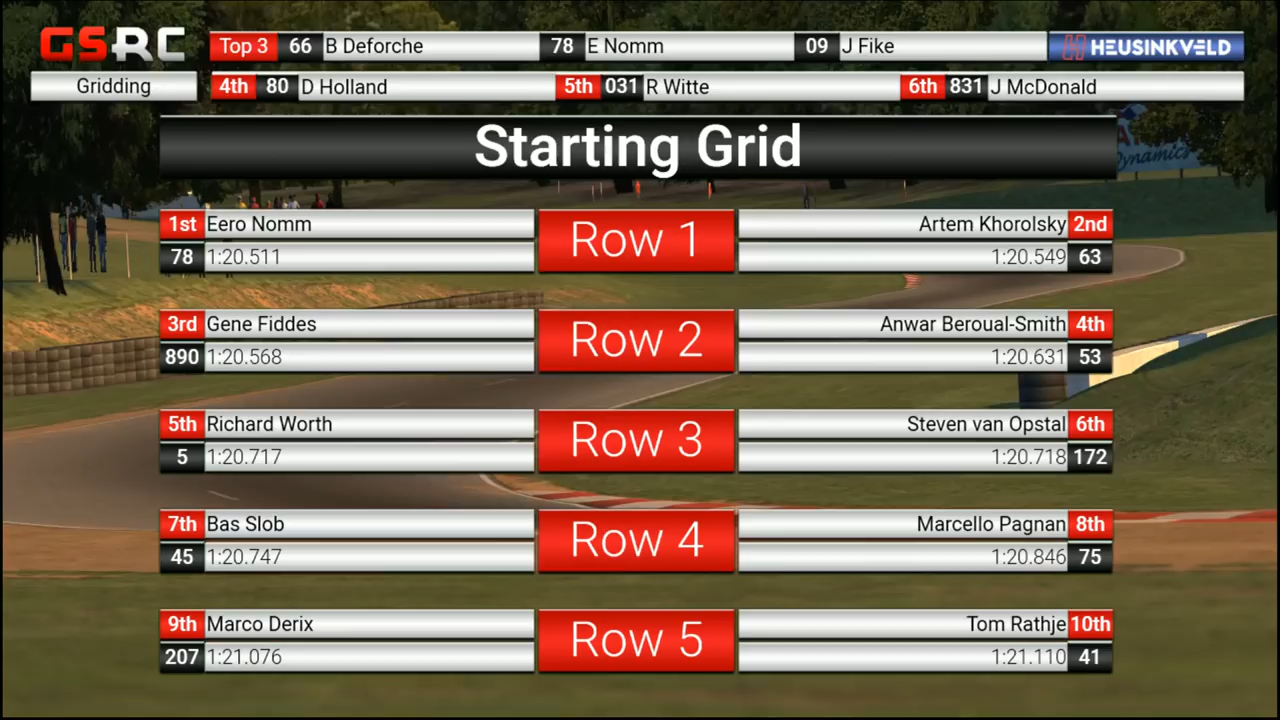 GSRC Top 3 66 B Deforche 78 E Nomm 09 J Fike HEUSINKVELD
Gridding 4th 80 D Holland 5th 031 R Witte 6th 831 J McDonald
Starting Grid
Dynamics
1st Eero Nomm Row 1 Artem Khorolsky 2nd
78 1:20.511 1:20.549 63
3rd Gene Fiddes Row 2 Anwar Beroual-Smith 4th
890 1:20.568 1:20.631 53
5th Richard Worth Row 3 Steven van Opstal 6th
5 1:20.717 1:20.718 172
7th Bas Slob Row 4 Marcello Pagnan 8th
45 1:20.747 1:20.846 75
9th Marco Derix Row 5 Tom Rathje 10th
207 1:21.076 1:21.110 41